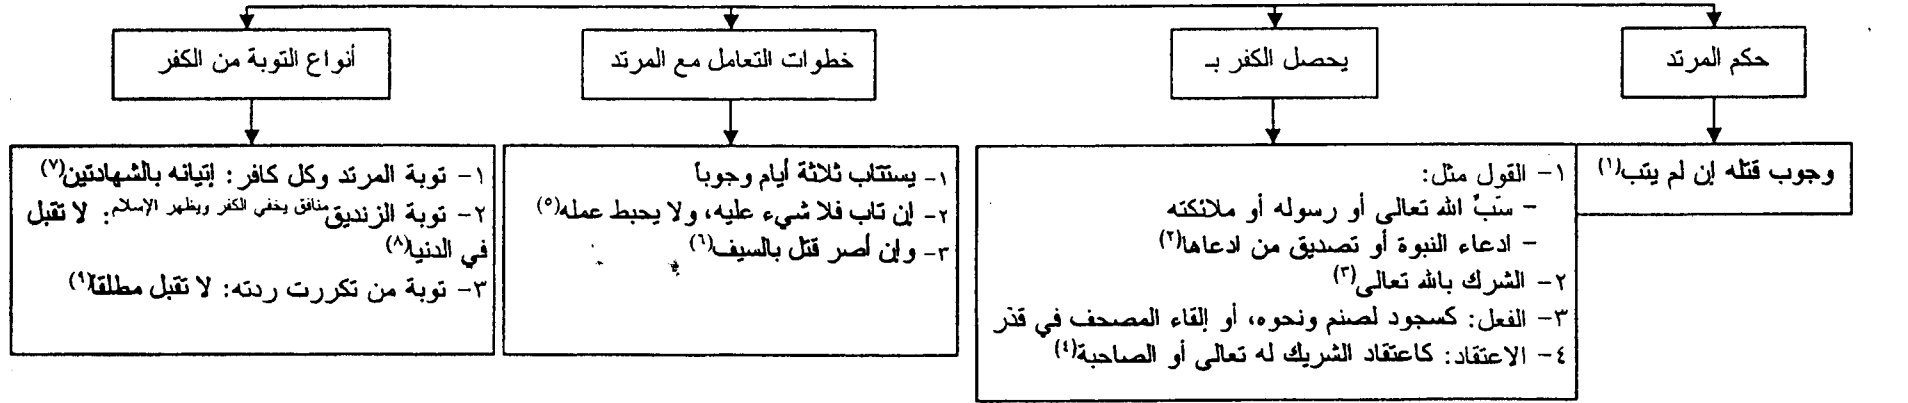 حكم المرتد
وجوب قتله إن لم يتب(١)
يحصل الكفر بـ
١- القول مثل:
- سَبٌ الله تعالى أو رسوله أو ملائكته
- ادعاء النبوة أو تصديق من ادعاها(٢)
٢- الشرك بالله تعالى(٣)
٣- الفعل: كسجود لصنم ونحوه، أو إلقاء المصحف في قذر
٤- الاعتقاد: كاعتقاد الشريك له تعالى أو الصاحبة(٤)
خطوات التعامل مع المرتد
١- يستتاب ثلاثة أيام وجوباً
٢- إن تاب فلا شيء عليه، ولا يحبط عمله(٥)
٣- وإن أصر قتل بالسيف(٦)
أنواع التوبة من الكفر
١- توبة المرتد وكل كافر: إتيانه بالشهادتين(٧)
٢- توبة الزنديق منافق يخفي الكفر ويظهر الإسلام: لا تقبل
في الدنيا(٨)
٣- توبة من تكررت ردته: لا تقبل مطلقا(٩)